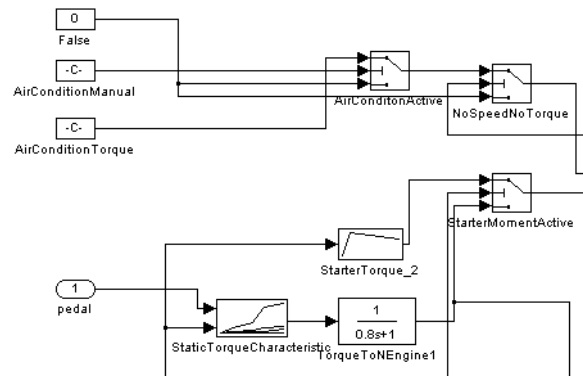 0
False
-C-
AirConditionManual
AirConditonActive
NoSpeedNoTorque
-C-
AirConditionTorque
StarterMomentActive
StarterTorque_2
1
pedal
StaticTorqueCharacteristic
1
0.8s+1
TorqueToNEngine1